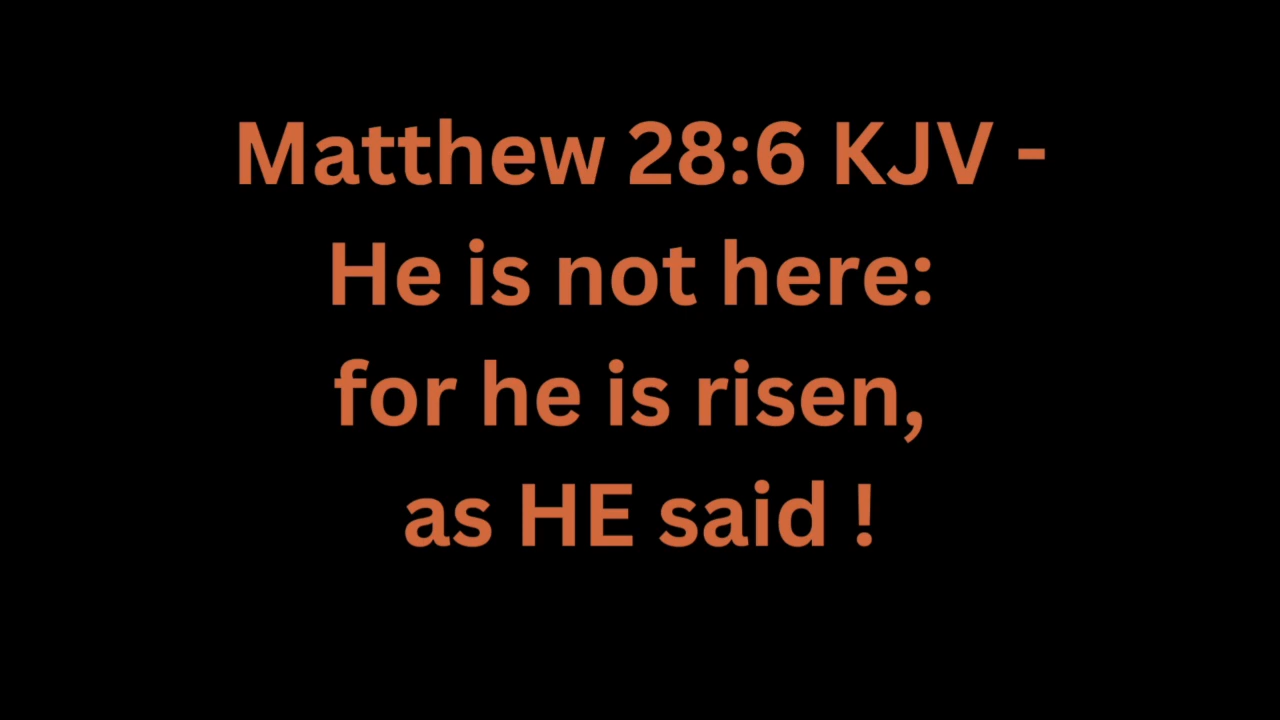 Matthew 28:6 KJV -
He is not here:
for he is risen,
as HE said !